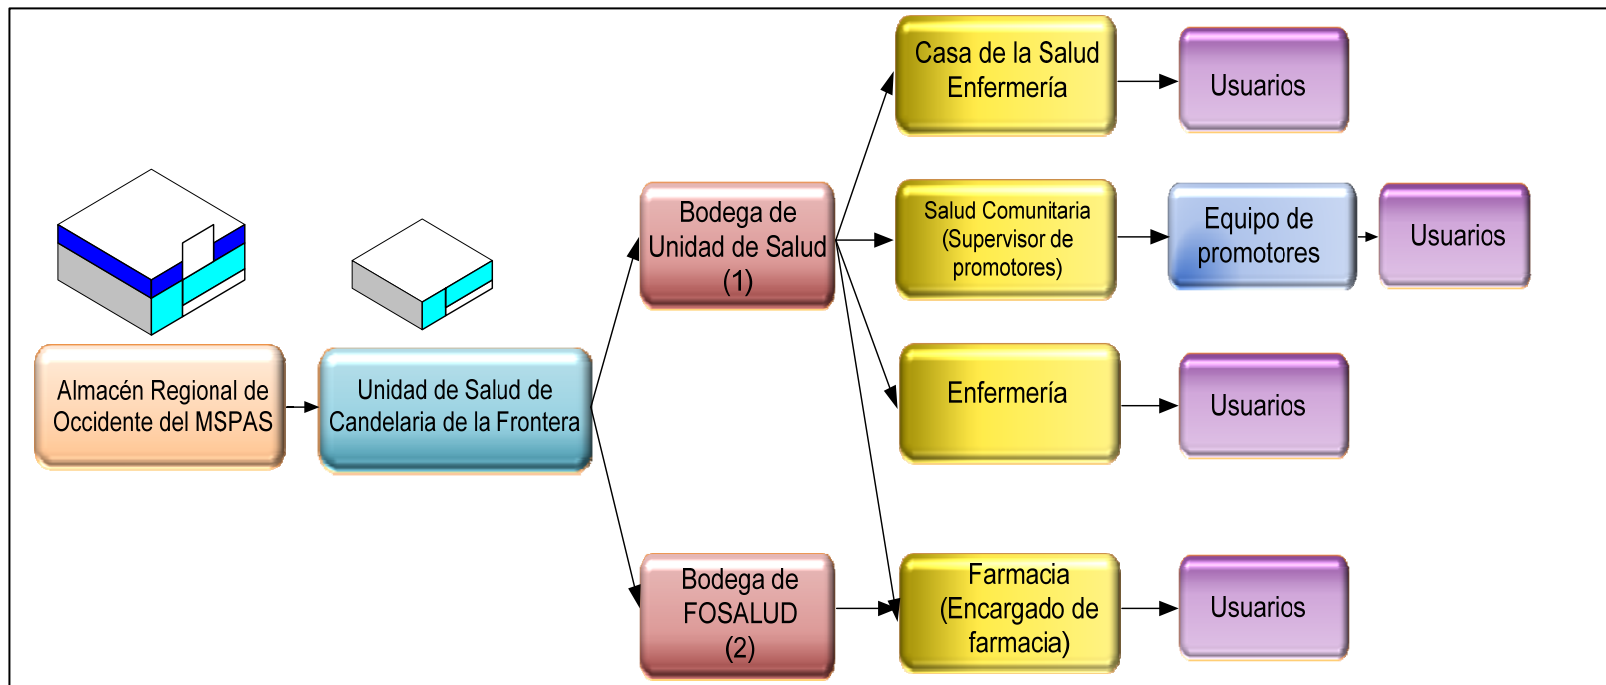 Almacén Regional de
Occidente del MSPAS
Unidad de Salud de
Candelaria de la Frontera
Bodega de
Unidad de Salud
(1)
Bodega de
FOSALUD
(2)
Casa de la Salud
Enfermería
Usuarios
Salud Comunitaria
(Supervisor de
promotores)
Equipo de
promotores
Usuarios
Enfermería
Usuarios
Farmacia
(Encargado de
farmacia)
Usuarios